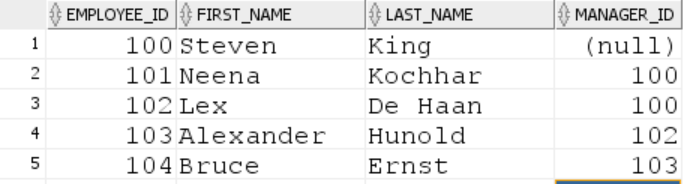 EMPLOYEE_ID FIRST_NAME LAST_NAME MANAGER_ID
1 100 Steven King (null)
2 101 Neena Kochhar 100
3 102 Lex De Haan 100
4 103 Alexander Hunold 102
5 104 Bruce Ernst 103